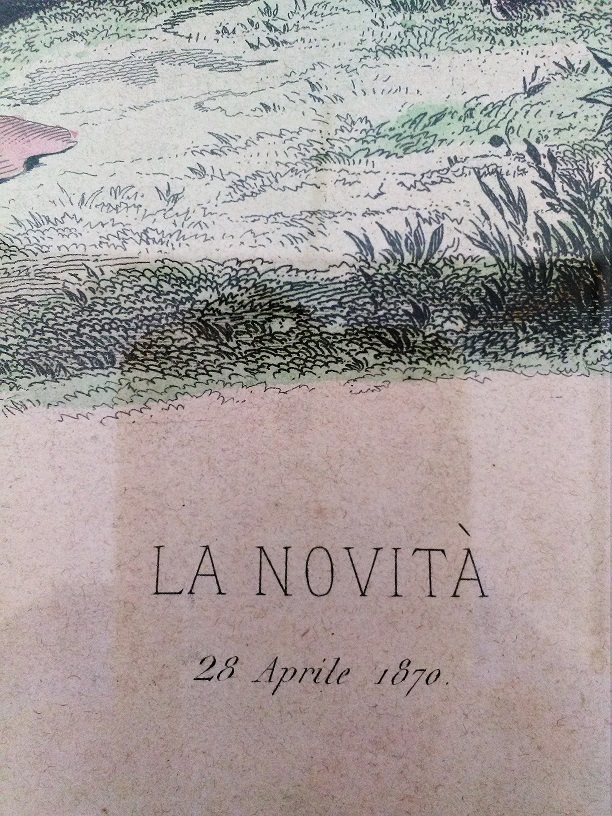 LA NOVITÀ
28 Aprile 1870.